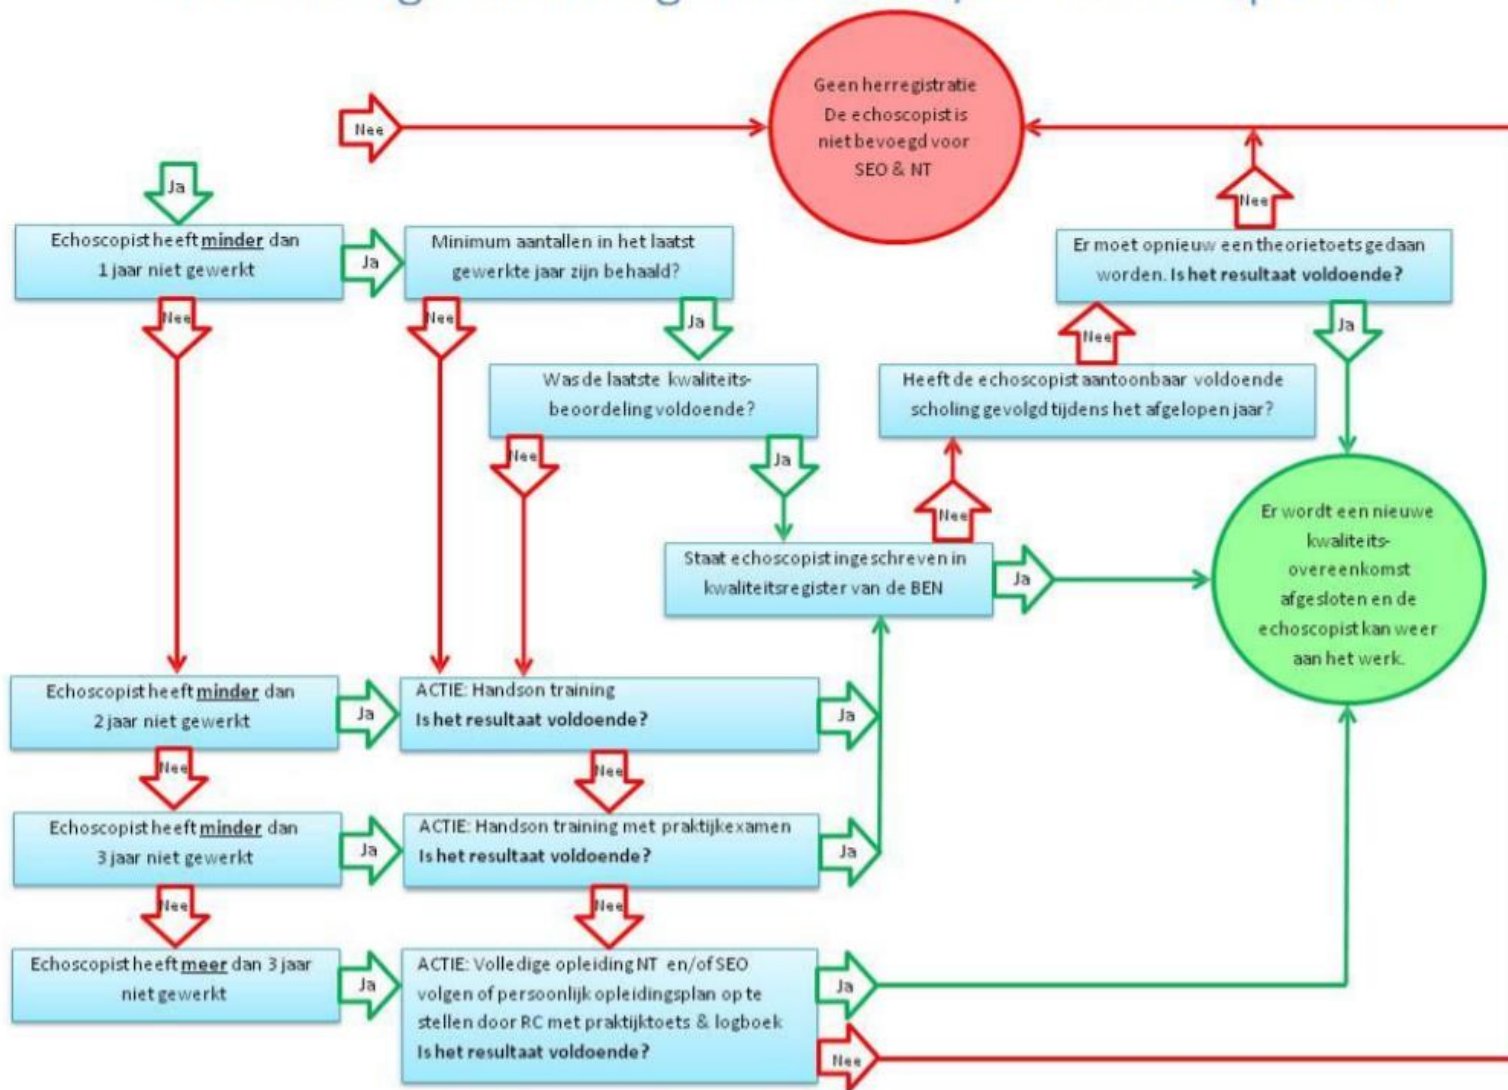 Nee
Geen herregistratie
De echoscopist is
niet bevoegd voor
SEO & NT
Ja
Nee
Echoscopist heeft minder dan
1 jaar niet gewerkt
Ja
Minimum aantallen in het laatst
gewerkte jaar zijn behaald?
Er moet opnieuw een theorietoets gedaan
worden. Is het resultaat voldoende?
Nee
Nee
Ja
Nee
Ja
Was de laatste kwaliteits-
beoordeling voldoende?
Heeft de echoscopist aantoonbaar voldoende
scholing gevolgd tijdens het afgelopen jaar?
Nee
Ja
Nee
Er wordt een nieuwe
kwaliteits-
overeenkomst
afgesloten en de
echoscopist kan weer
aan het werk.
Staat echoscopist ingeschreven in
kwaliteitsregister van de BEN
Ja
Echoscopist heeft minder dan
2 jaar niet gewerkt
Ja
ACTIE: Handson training
Is het resultaat voldoende?
Ja
Nee
Nee
Echoscopist heeft minder dan
3 jaar niet gewerkt
Ja
ACTIE: Handson training met praktijkexamen
Is het resultaat voldoende?
Ja
Nee
Nee
Echoscopist heeft meer dan 3 jaar
niet gewerkt
Ja
ACTIE: Volledige opleiding NT en/of SEO
volgen of persoonlijk opleidingsplan op te
stellen door RC met praktijktoets & logboek
Is het resultaat voldoende?
Ja
Nee